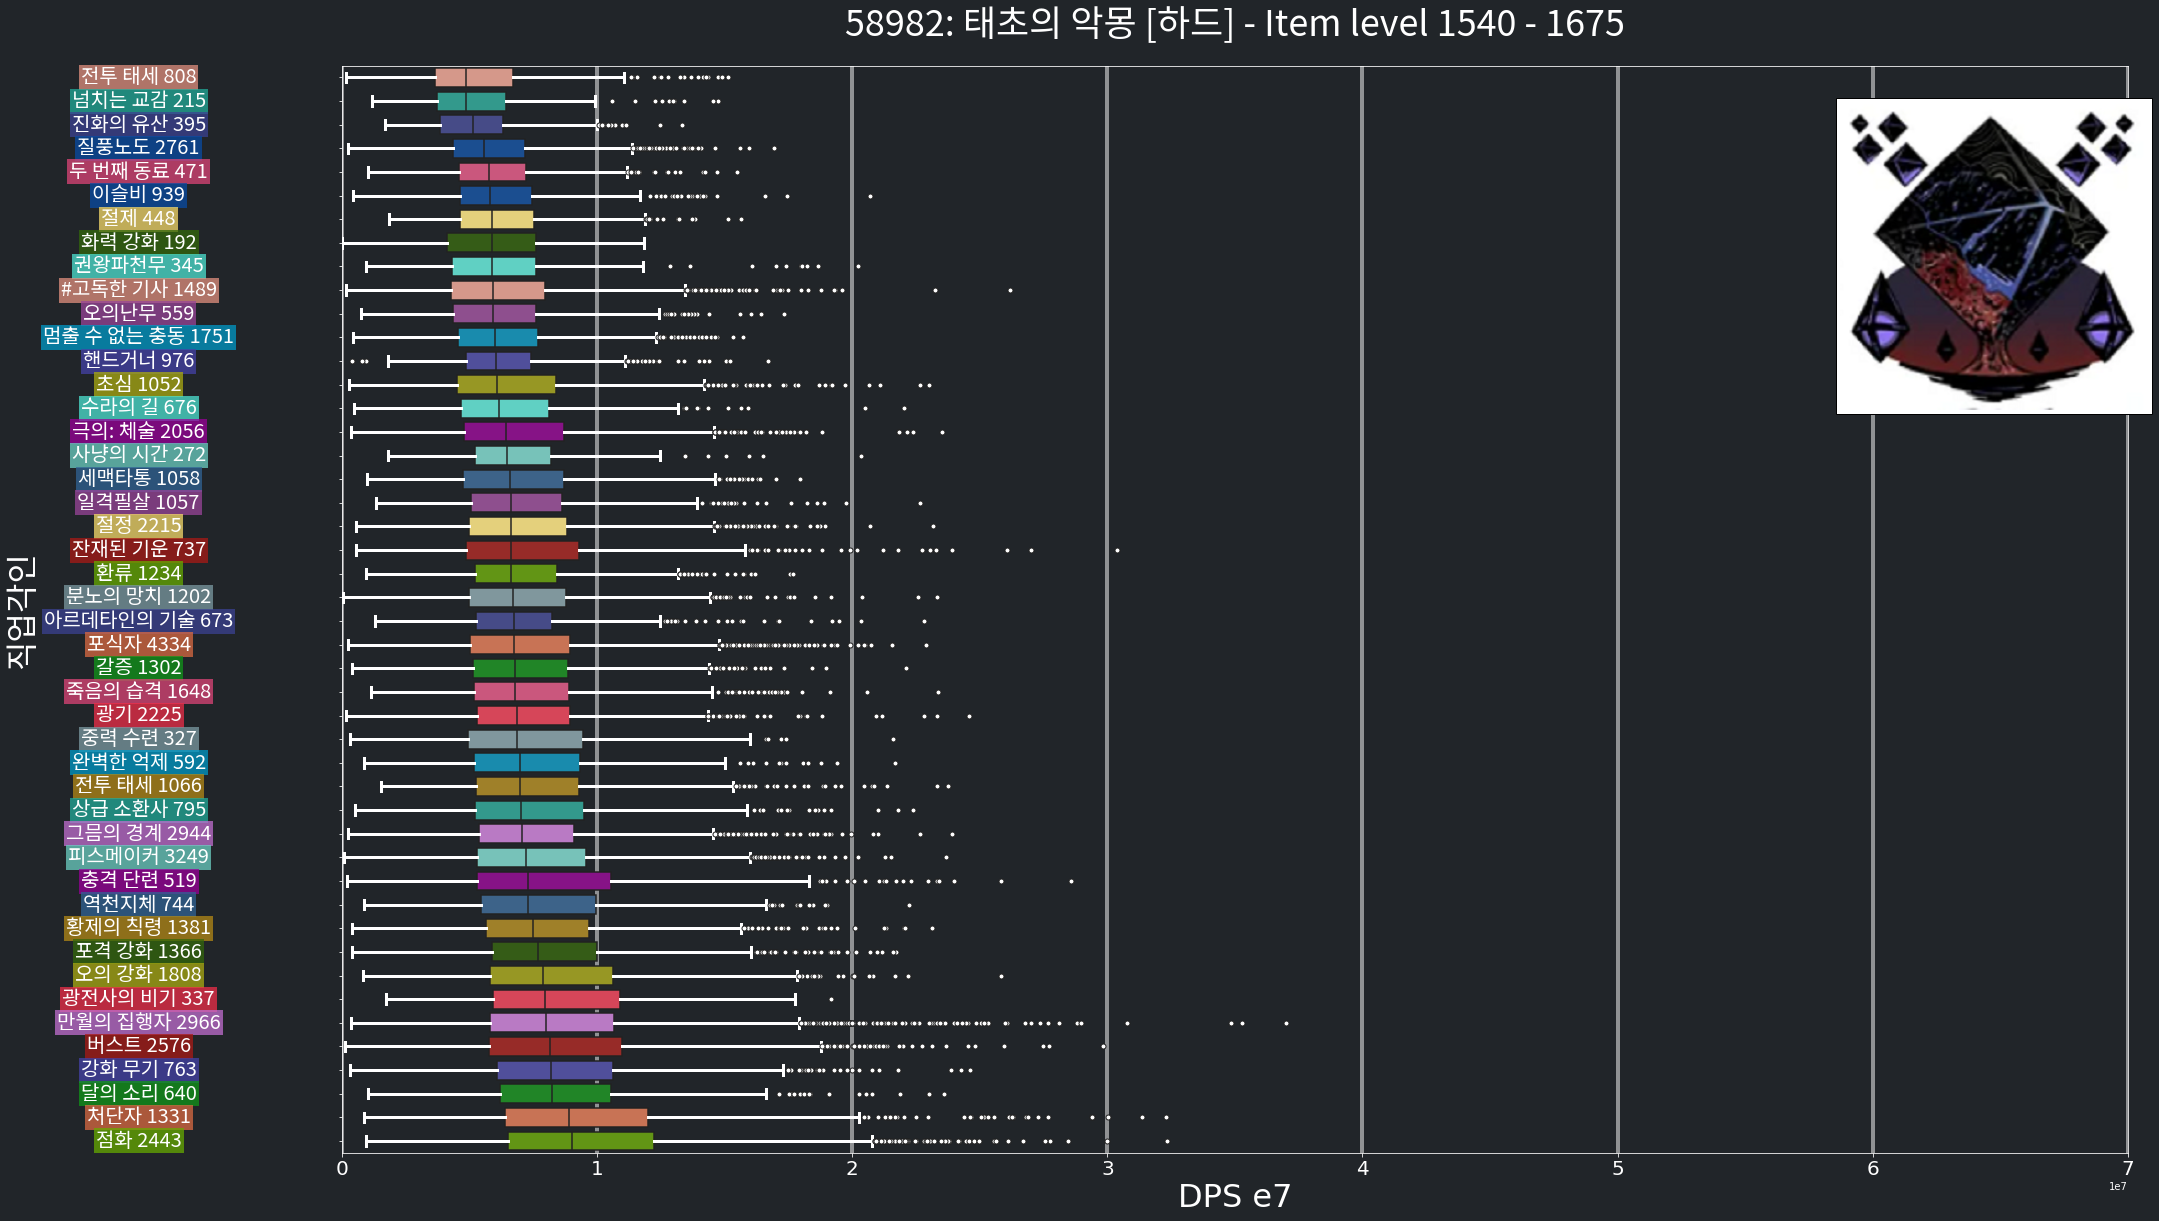 58982: 태초의 악몽 [하드] - Item level 1540 - 1675
전투 태세 808
넘치는 교감 215
진화의 유산 395
질풍노도 2761
두 번째 동료 471
이슬비 939
절제 448
화력 강화 192
권왕파천무 345
#고독한 기사 1489
오의난무 559
멈출 수 없는 충동 1751
핸드거너 976
초심 1052
수라의 길 676
극의: 체술 2056
사냥의 시간 272
세맥타통 1058
일격필살 1057
절정 2215
잔재된 기운 737
환류 1234
분노의 망치 1202
아르데타인의 기술 673
포식자 4334
갈증 1302
죽음의 습격 1648
광기 2225
중력 수련 327
완벽한 억제 592
전투 태세 1066
상급 소환사 795
그믐의 경계 2944
피스메이커 3249
충격 단련 519
역천지체 744
황제의 칙령 1381
포격 강화 1366
오의 강화 1808
광전사의 비기 337
만월의 집행자 2966
버스트 2576
강화 무기 763
달의 소리 640
처단자 1331
점화 2443
직업각인
0 1 2 3 4 5 6 7
1e7
DPS e7